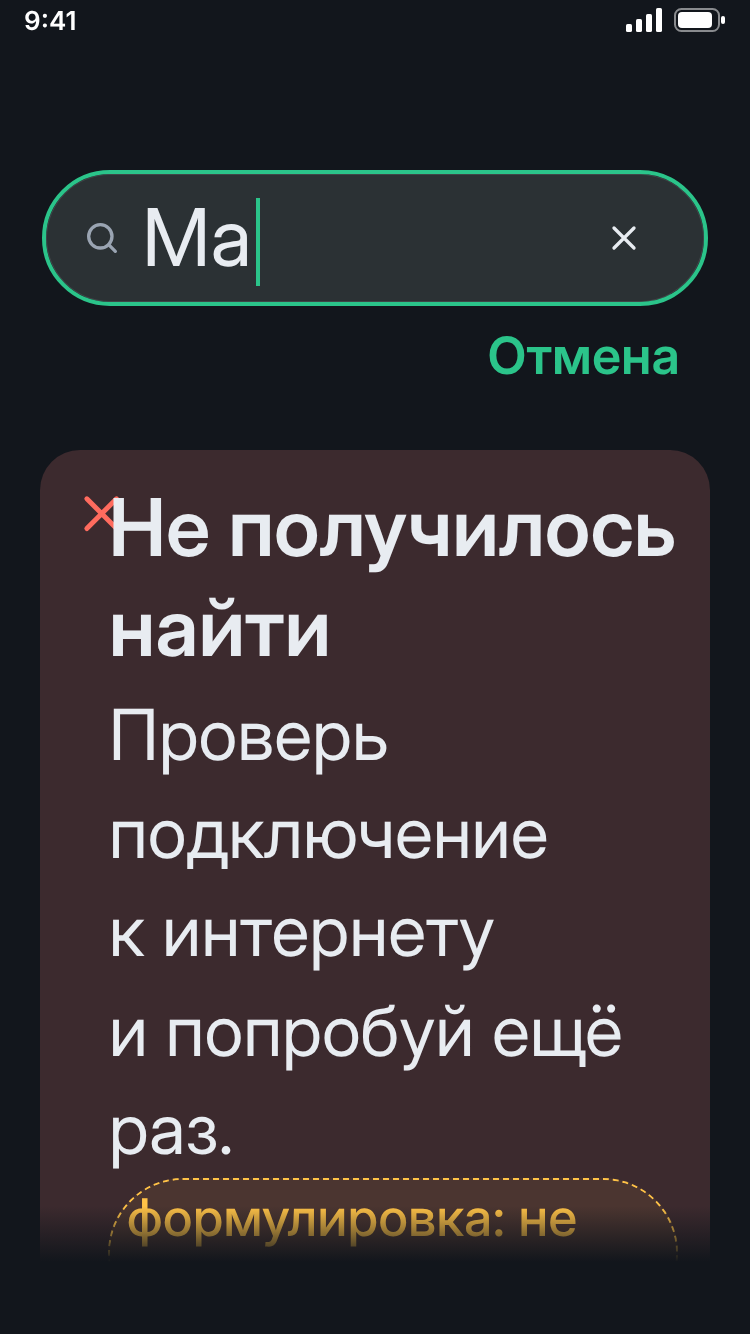 9:41
Ма
Отмена
Не получилось
найти
Проверь
подключение
к интернету
и попробуй ещё
раз.
формулировка: не